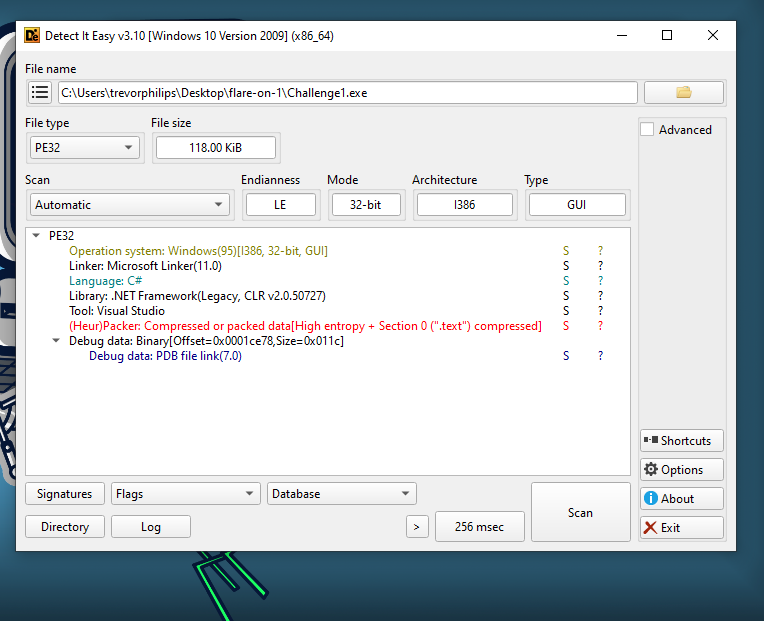 Detect It Easy v3.10 [Windows 10 Version 2009] (x86_64)
File name
C:\Users\trevorphilips\Desktop\flare-on-1\Challenge1.exe
File type
File size
Advanced
PE32
118.00 KiB
Scan
Endianness
Mode
Architecture
Type
Automatic
LE
32-bit
I386
GUI
PE32
Operation system: Windows(95)[I386, 32-bit, GUI] S ?
Linker: Microsoft Linker(11.0) S ?
Language: C# S ?
Library: .NET Framework(Legacy, CLR v2.0.50727) S ?
Tool: Visual Studio S ?
(Heur)Packer: Compressed or packed data[High entropy + Section 0 (".text") compressed] S ?
Debug data: Binary[Offset=0x0001ce78,Size=0x011c]
Debug data: PDB file link(7.0) S ?
Shortcuts
Options
About
Exit
Signatures
Flags
Database
Scan
Directory
Log
>
256 msec